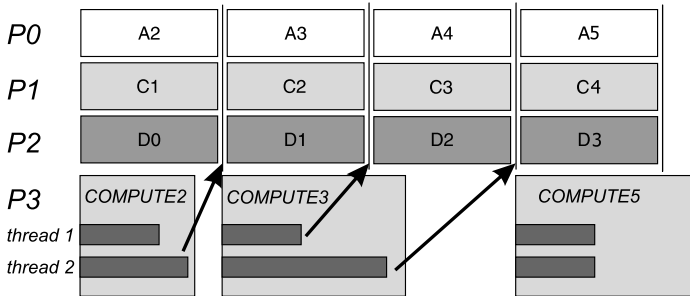 P0 A2 A3 A4 A5
P1 C1 C2 C3 C4
P2 D0 D1 D2 D3
P3 COMPUTE2 COMPUTE3 COMPUTE5
thread 1
thread 2